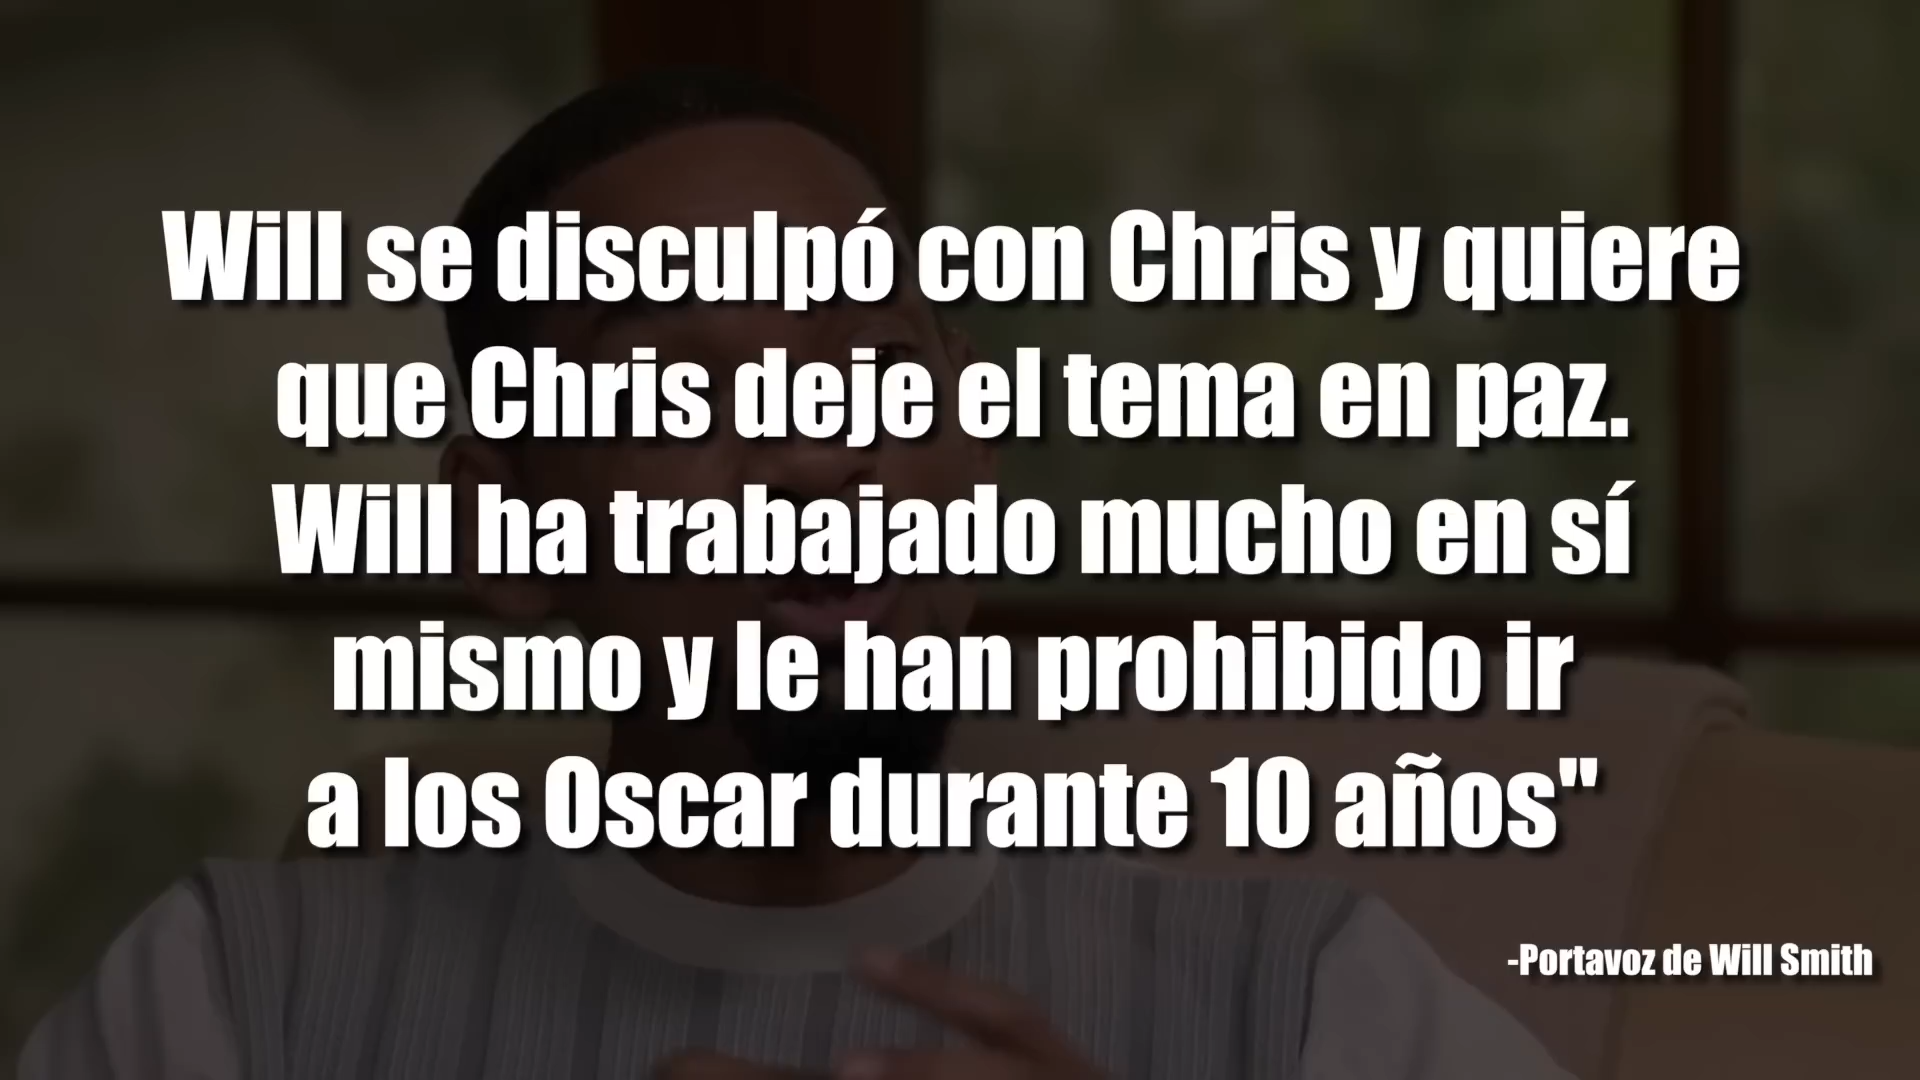 Will se disculpó con Chris y quiere
que Chris deje el tema en paz.
Will ha trabajado mucho en sí
mismo y le han prohibido ir
a los Oscar durante 10 años"
-Portavoz de Will Smith